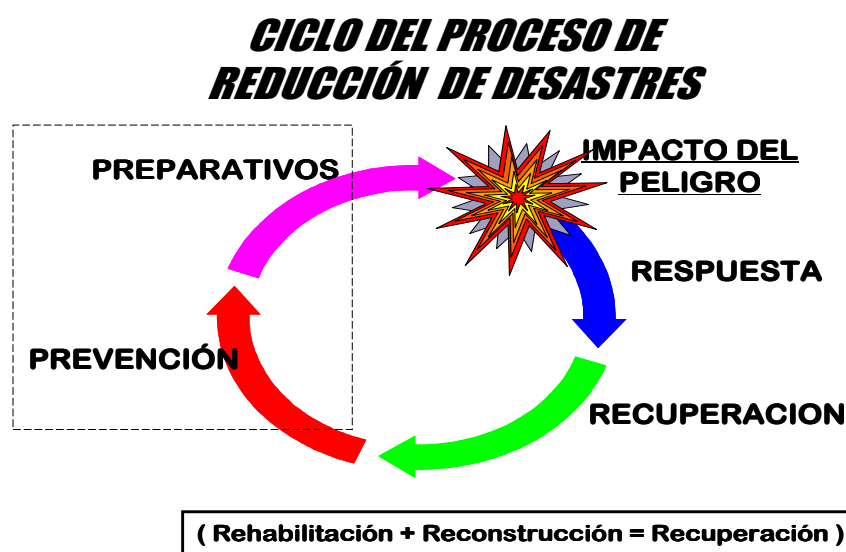 CICLO DEL PROCESO DE
REDUCCIÓN DE DESASTRES
PREPARATIVOS
IMPACTO DEL
PELIGRO
RESPUESTA
PREVENCIÓN
RECUPERACION
( Rehabilitación + Reconstrucción = Recuperación )